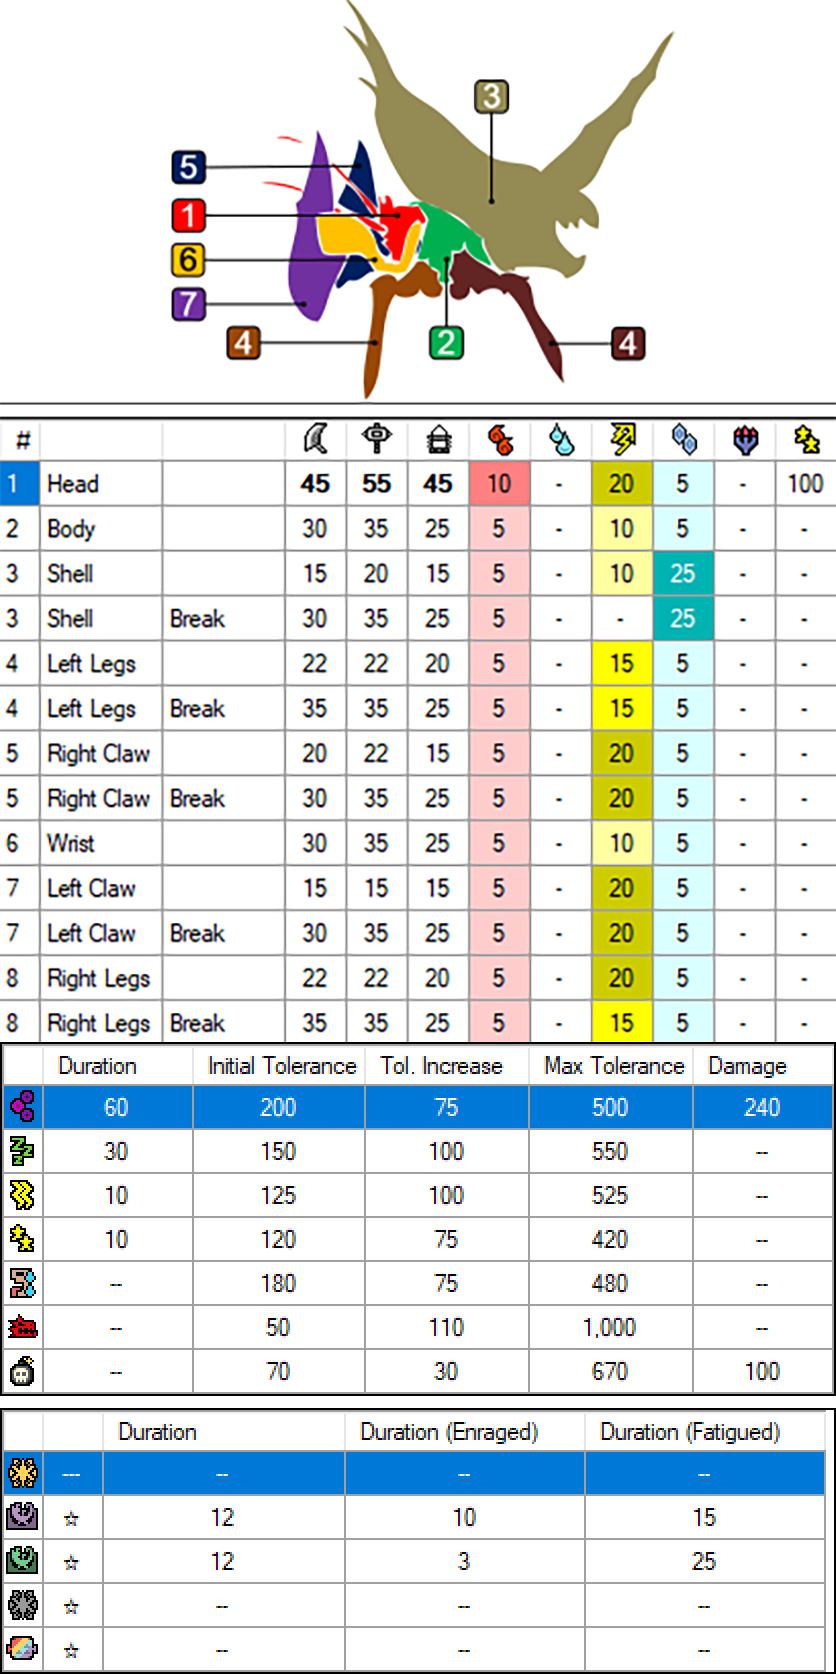 3
5
1
6
7
4
2
4
#
1 Head 45 55 45 10 - 20 5 - 100
2 Body 30 35 25 5 - 10 5 - -
3 Shell 15 20 15 5 - 10 25 - -
3 Shell Break 30 35 25 5 - - 25 - -
4 Left Legs 22 22 20 5 - 15 5 - -
4 Left Legs Break 35 35 25 5 - 15 5 - -
5 Right Claw 20 22 15 5 - 20 5 - -
5 Right Claw Break 30 35 25 5 - 20 5 - -
6 Wrist 30 35 25 5 - 10 5 - -
7 Left Claw 15 15 15 5 - 20 5 - -
7 Left Claw Break 30 35 25 5 - 20 5 - -
8 Right Legs 22 22 20 5 - 20 5 - -
8 Right Legs Break 35 35 25 5 - 15 5 - -
Duration Initial Tolerance Tol. Increase Max Tolerance Damage
60 200 75 500 240
30 150 100 550 --
10 125 100 525 --
10 120 75 420 --
-- 180 75 480 --
-- 50 110 1,000 --
-- 70 30 670 100
Duration Duration (Enraged) Duration (Fatigued)
--- -- -- --
☆ 12 10 15
☆ 12 3 25
☆ -- -- --
☆ -- -- --